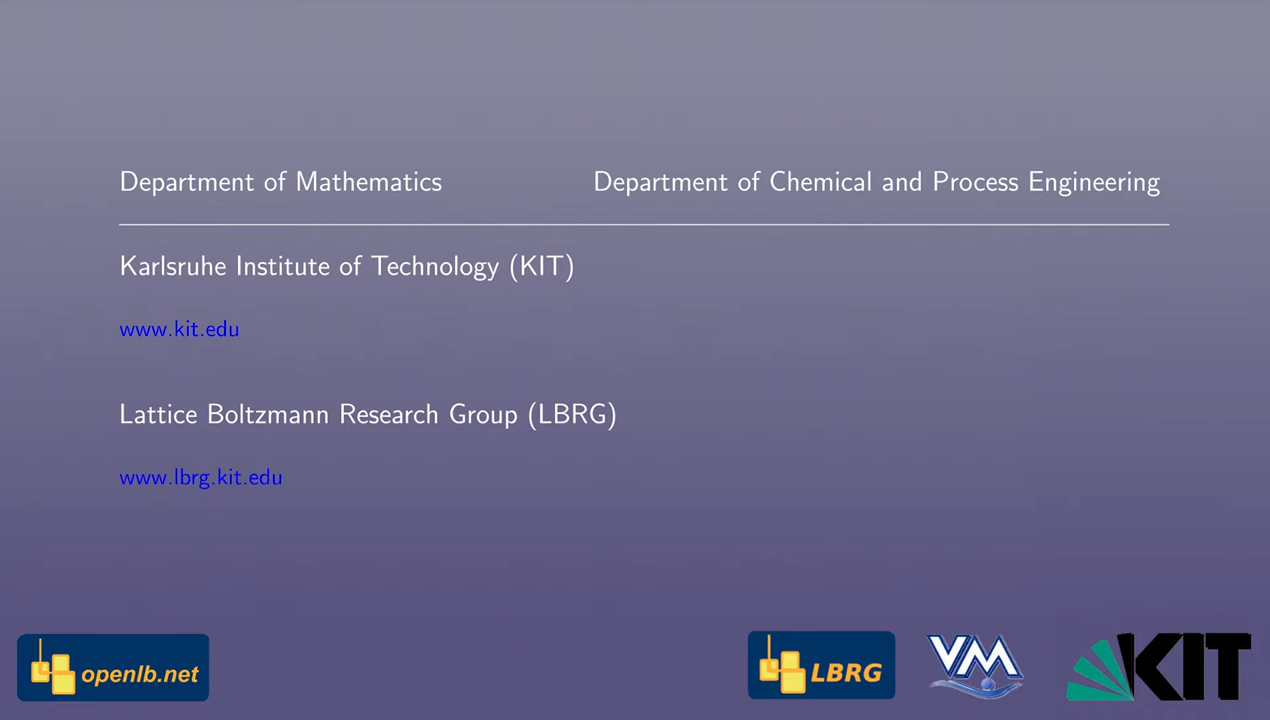 Department of Mathematics Department of Chemical and Process Engineering
Karlsruhe Institute of Technology (KIT)
www.kit.edu
Lattice Boltzmann Research Group (LBRG)
www.lbrg.kit.edu
openlb.net LBRG VM KIT